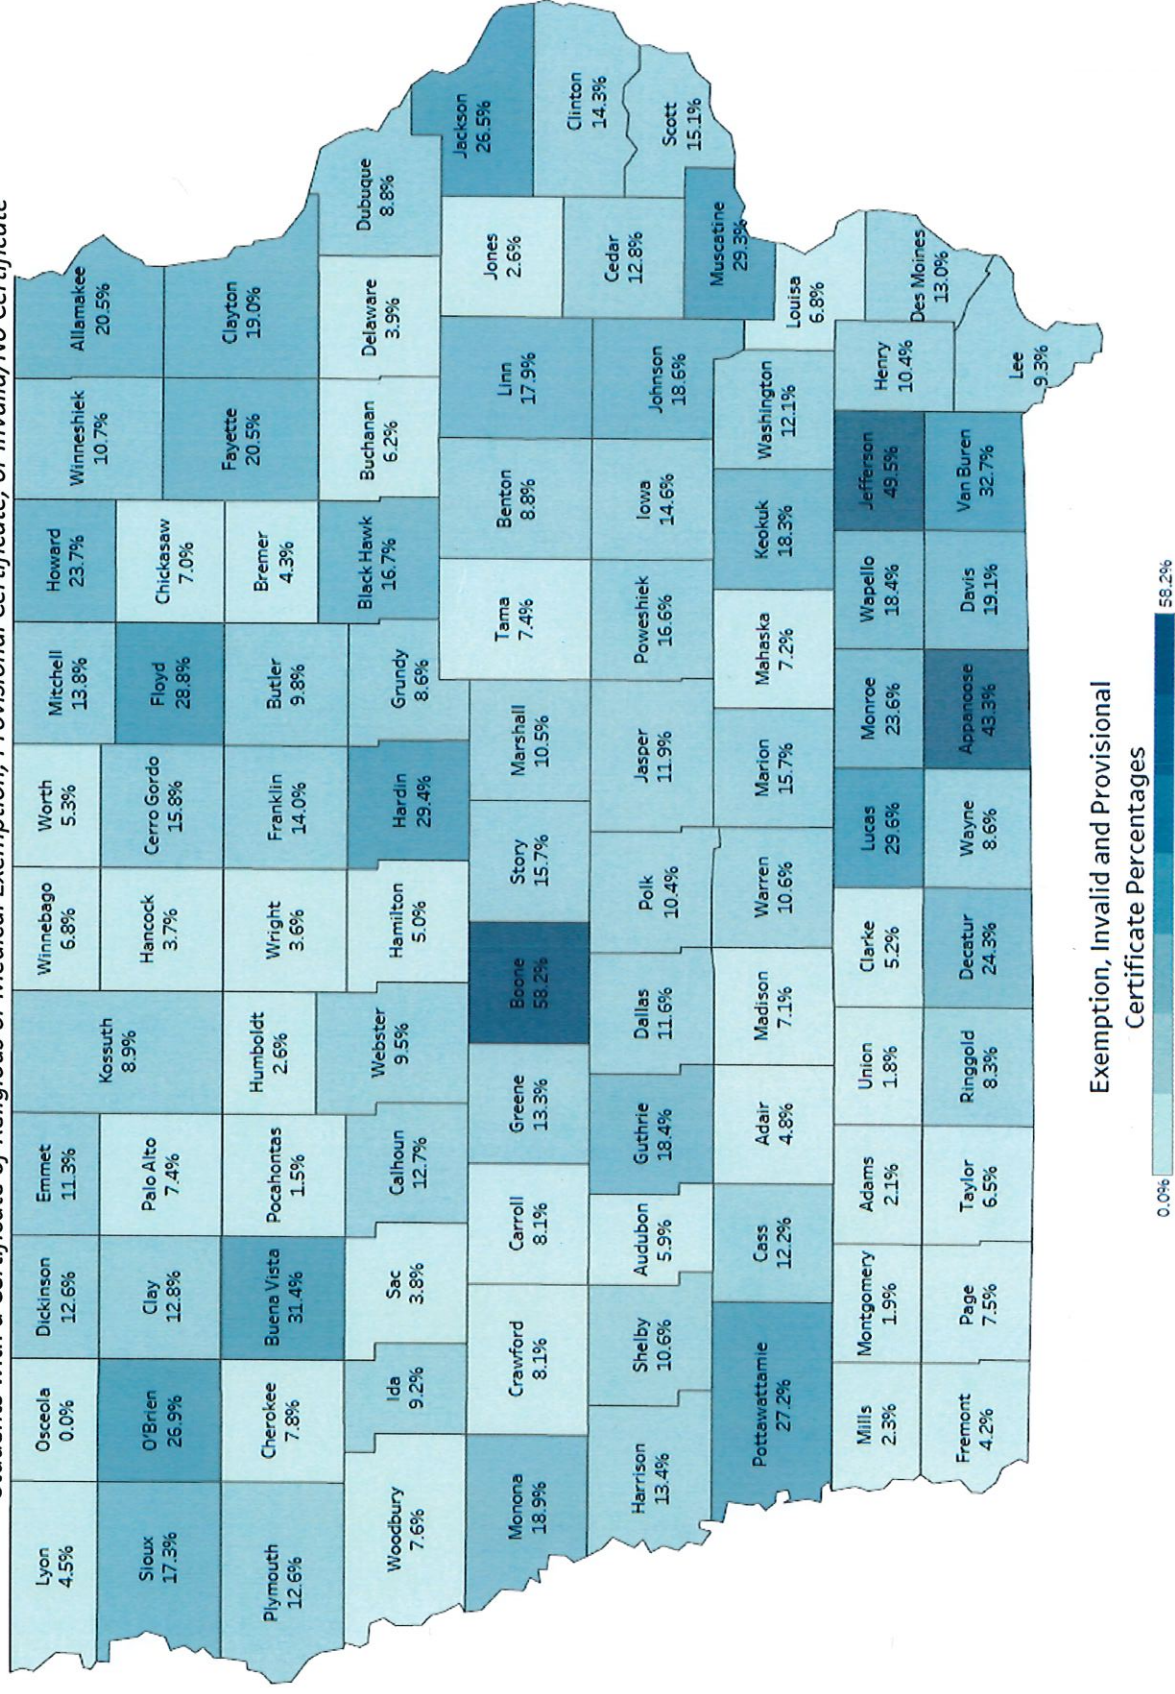 Students with a Certificate of Religious or Medical Exemption, Provisional Certificate, or Invalid/No Certificate
Lyon
4.5%
Osceola
0.0%
Dickinson
12.6%
Emmet
11.3%
Kossuth
8.9%
Winnebago
6.8%
Worth
5.3%
Mitchell
13.8%
Howard
23.7%
Winneshiek
10.7%
Allamakee
20.5%
Sioux
17.3%
O'Brien
26.9%
Clay
12.8%
Palo Alto
7.4%
Hancock
3.7%
Cerro Gordo
15.8%
Floyd
28.8%
Chickasaw
7.0%
Fayette
20.5%
Clayton
19.0%
Plymouth
12.6%
Cherokee
7.8%
Buena Vista
31.4%
Pocahontas
1.5%
Humboldt
2.6%
Wright
3.6%
Franklin
14.0%
Butler
9.8%
Bremer
4.3%
Woodbury
7.6%
Ida
9.2%
Sac
3.8%
Calhoun
12.7%
Webster
9.5%
Hamilton
5.0%
Hardin
29.4%
Grundy
8.6%
Black Hawk
16.7%
Buchanan
6.2%
Delaware
3.9%
Dubuque
8.8%
Monona
18.9%
Crawford
8.1%
Carroll
8.1%
Greene
13.3%
Boone
58.2%
Story
15.7%
Marshall
10.5%
Tama
7.4%
Benton
8.8%
Linn
17.9%
Jones
2.6%
Jackson
26.5%
Harrison
13.4%
Shelby
10.6%
Audubon
5.9%
Guthrie
18.4%
Dallas
11.6%
Polk
10.4%
Jasper
11.9%
Poweshiek
16.6%
Iowa
14.6%
Johnson
18.6%
Cedar
12.8%
Clinton
14.3%
Scott
15.1%
Pottawattamie
27.2%
Cass
12.2%
Adair
4.8%
Madison
7.1%
Warren
10.6%
Marion
15.7%
Mahaska
7.2%
Keokuk
18.3%
Washington
12.1%
Muscatine
29.3%
Louisa
6.8%
Mills
2.3%
Montgomery
1.9%
Adams
2.1%
Union
1.8%
Clarke
5.2%
Lucas
29.6%
Monroe
23.6%
Wapello
18.4%
Jefferson
49.5%
Henry
10.4%
Des Moines
13.0%
Fremont
4.2%
Page
7.5%
Taylor
6.5%
Ringgold
8.3%
Decatur
24.3%
Wayne
8.6%
Appanoose
43.3%
Davis
19.1%
Van Buren
32.7%
Lee
9.3%
Exemption, Invalid and Provisional
Certificate Percentages
0.0%
58.2%